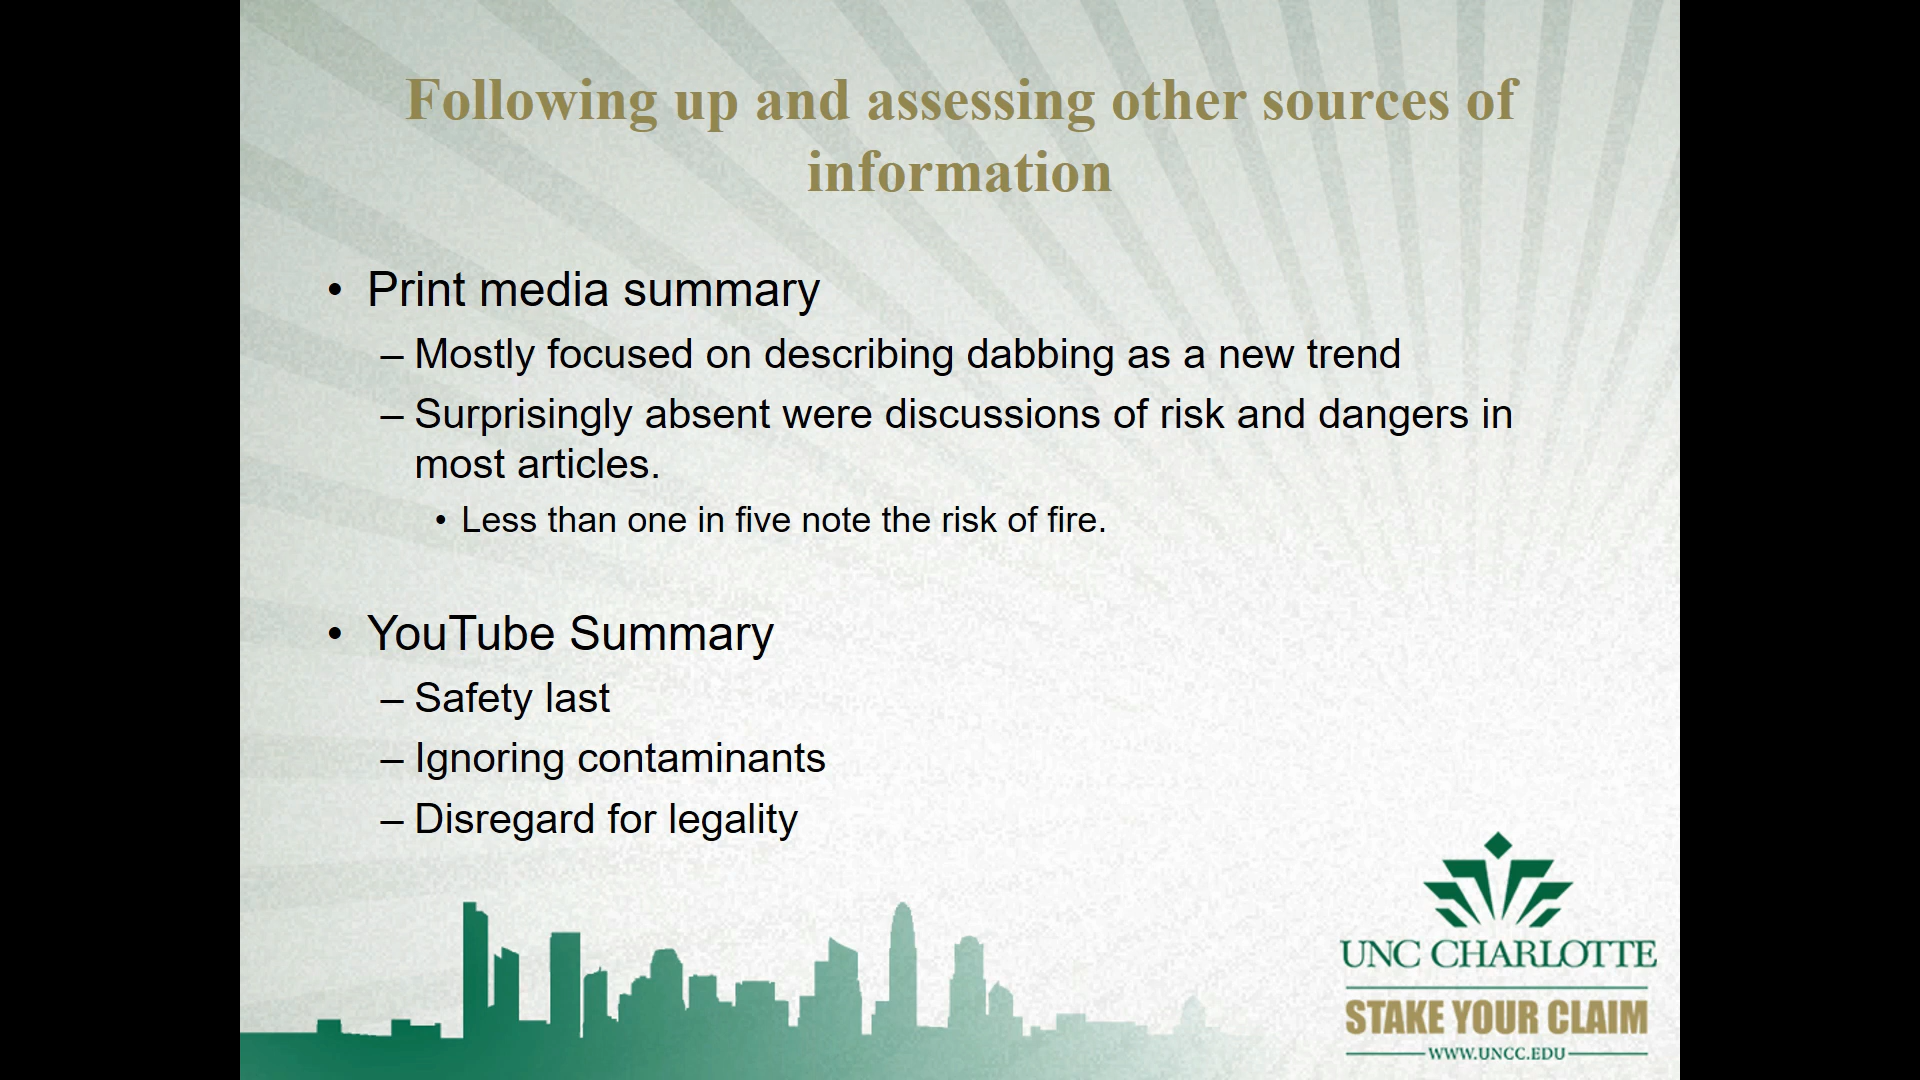 Following up and assessing other sources of
information
• Print media summary
– Mostly focused on describing dabbing as a new trend
– Surprisingly absent were discussions of risk and dangers in
most articles.
• Less than one in five note the risk of fire.
• YouTube Summary
– Safety last
– Ignoring contaminants
– Disregard for legality
UNC CHARLOTTE
STAKE YOUR CLAIM
WWW.UNCC.EDU